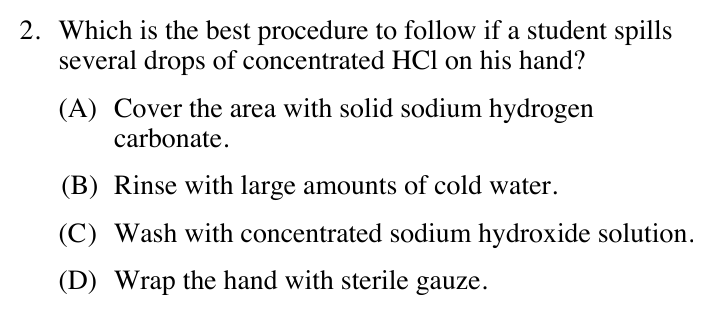 2. Which is the best procedure to follow if a student spills
several drops of concentrated HCl on his hand?
(A) Cover the area with solid sodium hydrogen
carbonate.
(B) Rinse with large amounts of cold water.
(C) Wash with concentrated sodium hydroxide solution.
(D) Wrap the hand with sterile gauze.